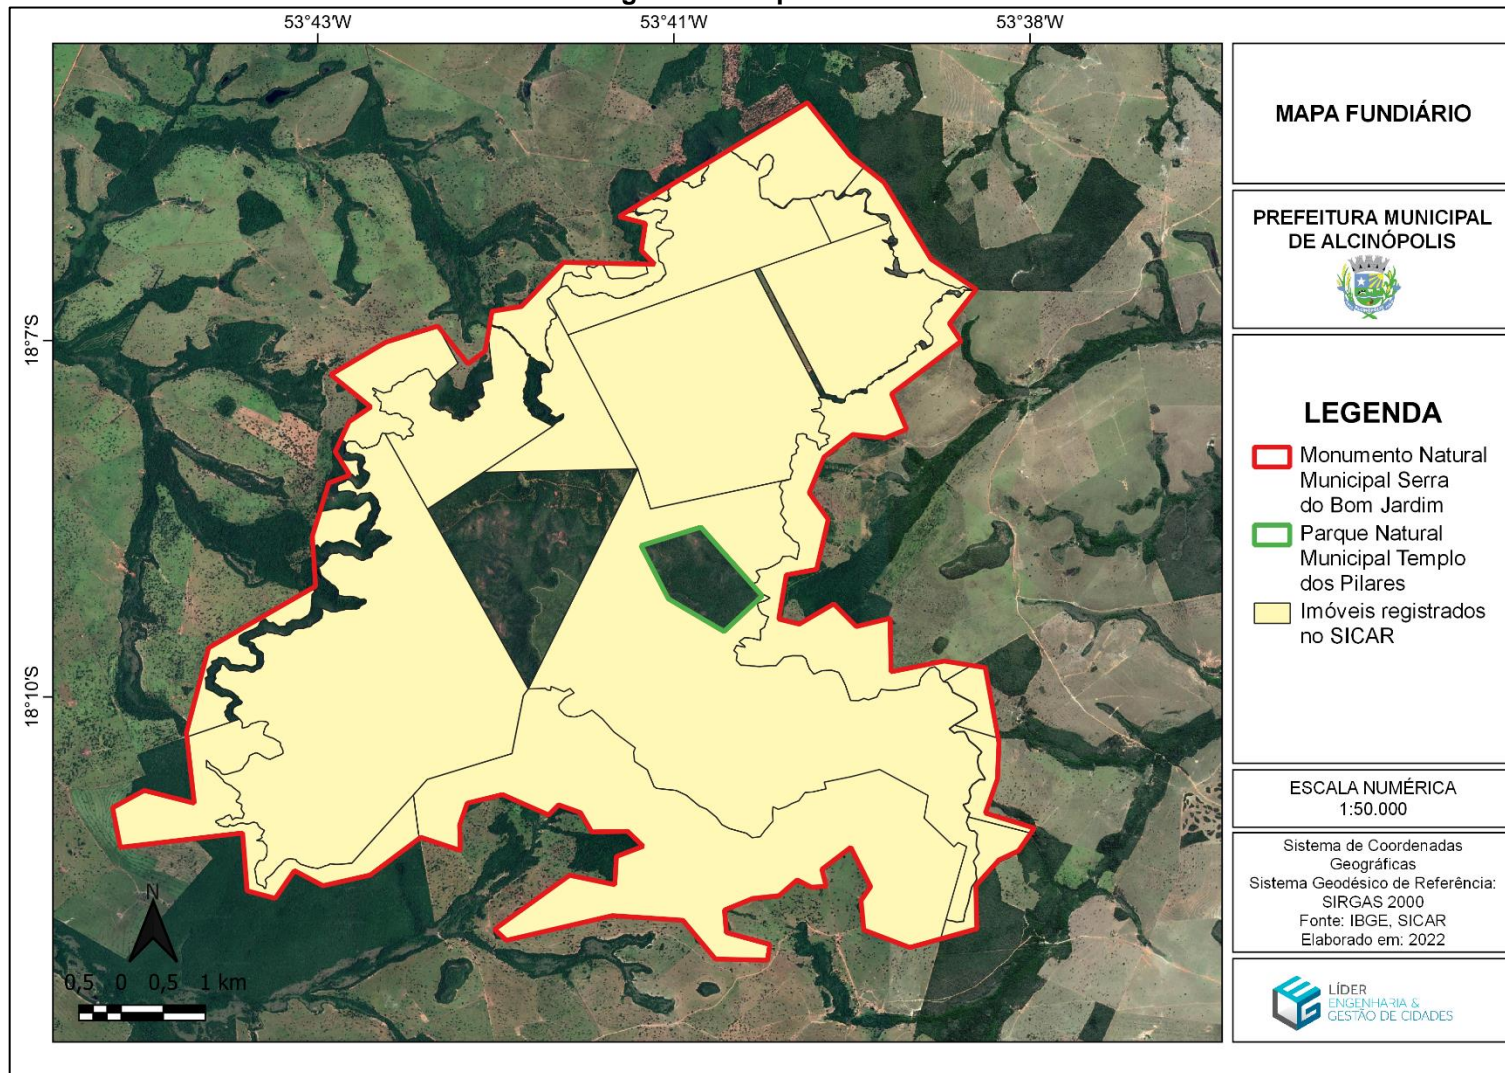 53°43'W
53°41'W
53°38'W
18°7'S
18°10'S
N
0,5 0 0,5 1 km
MAPA FUNDIÁRIO
PREFEITURA MUNICIPAL
DE ALCINÓPOLIS
LEGENDA
Monumento Natural
Municipal Serra
do Bom Jardim
Parque Natural
Municipal Templo
dos Pilares
Imóveis registrados
no SICAR
ESCALA NUMÉRICA
1:50.000
Sistema de Coordenadas
Geográficas
Sistema Geodésico de Referência:
SIRGAS 2000
Fonte: IBGE, SICAR
Elaborado em: 2022
LÍDER
ENGENHARIA &
GESTÃO DE CIDADES